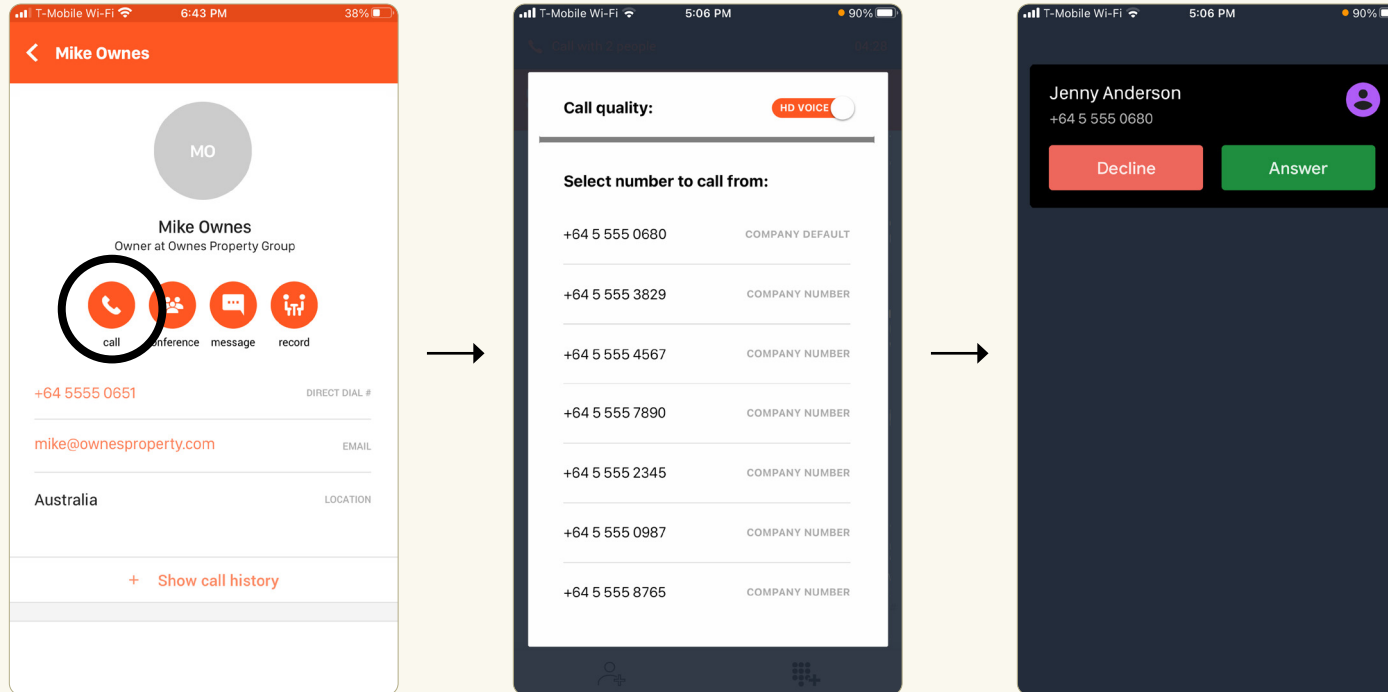 T-Mobile Wi-Fi 6:43 PM 38%
Mike Ownes
MO
Mike Ownes
Owner at Ownes Property Group
call onference message record
+64 5555 0651 DIRECT DIAL #
mike@ownesproperty.com EMAIL
Australia LOCATION
+ Show call history
T-Mobile Wi-Fi 5:06 PM 90%
Call with 2 people
Call quality: HD VOICE
Select number to call from:
+64 5 555 0680 COMPANY DEFAULT
+64 5 555 3829 COMPANY NUMBER
+64 5 555 4567 COMPANY NUMBER
+64 5 555 7890 COMPANY NUMBER
+64 5 555 2345 COMPANY NUMBER
+64 5 555 0987 COMPANY NUMBER
+64 5 555 8765 COMPANY NUMBER
T-Mobile Wi-Fi 5:06 PM 90%
Jenny Anderson
+64 5 555 0680
Decline Answer